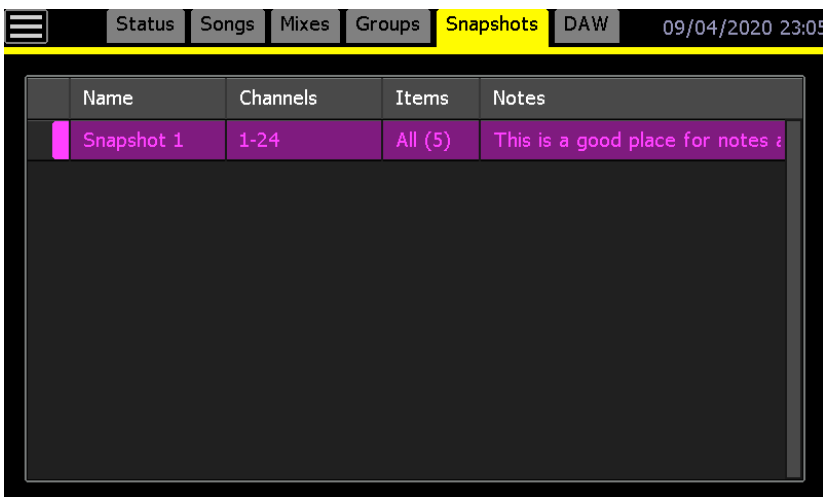 Status Songs Mixes Groups Snapshots DAW 09/04/2020 23:05
Name Channels Items Notes
Snapshot 1 1-24 All (5) This is a good place for notes a